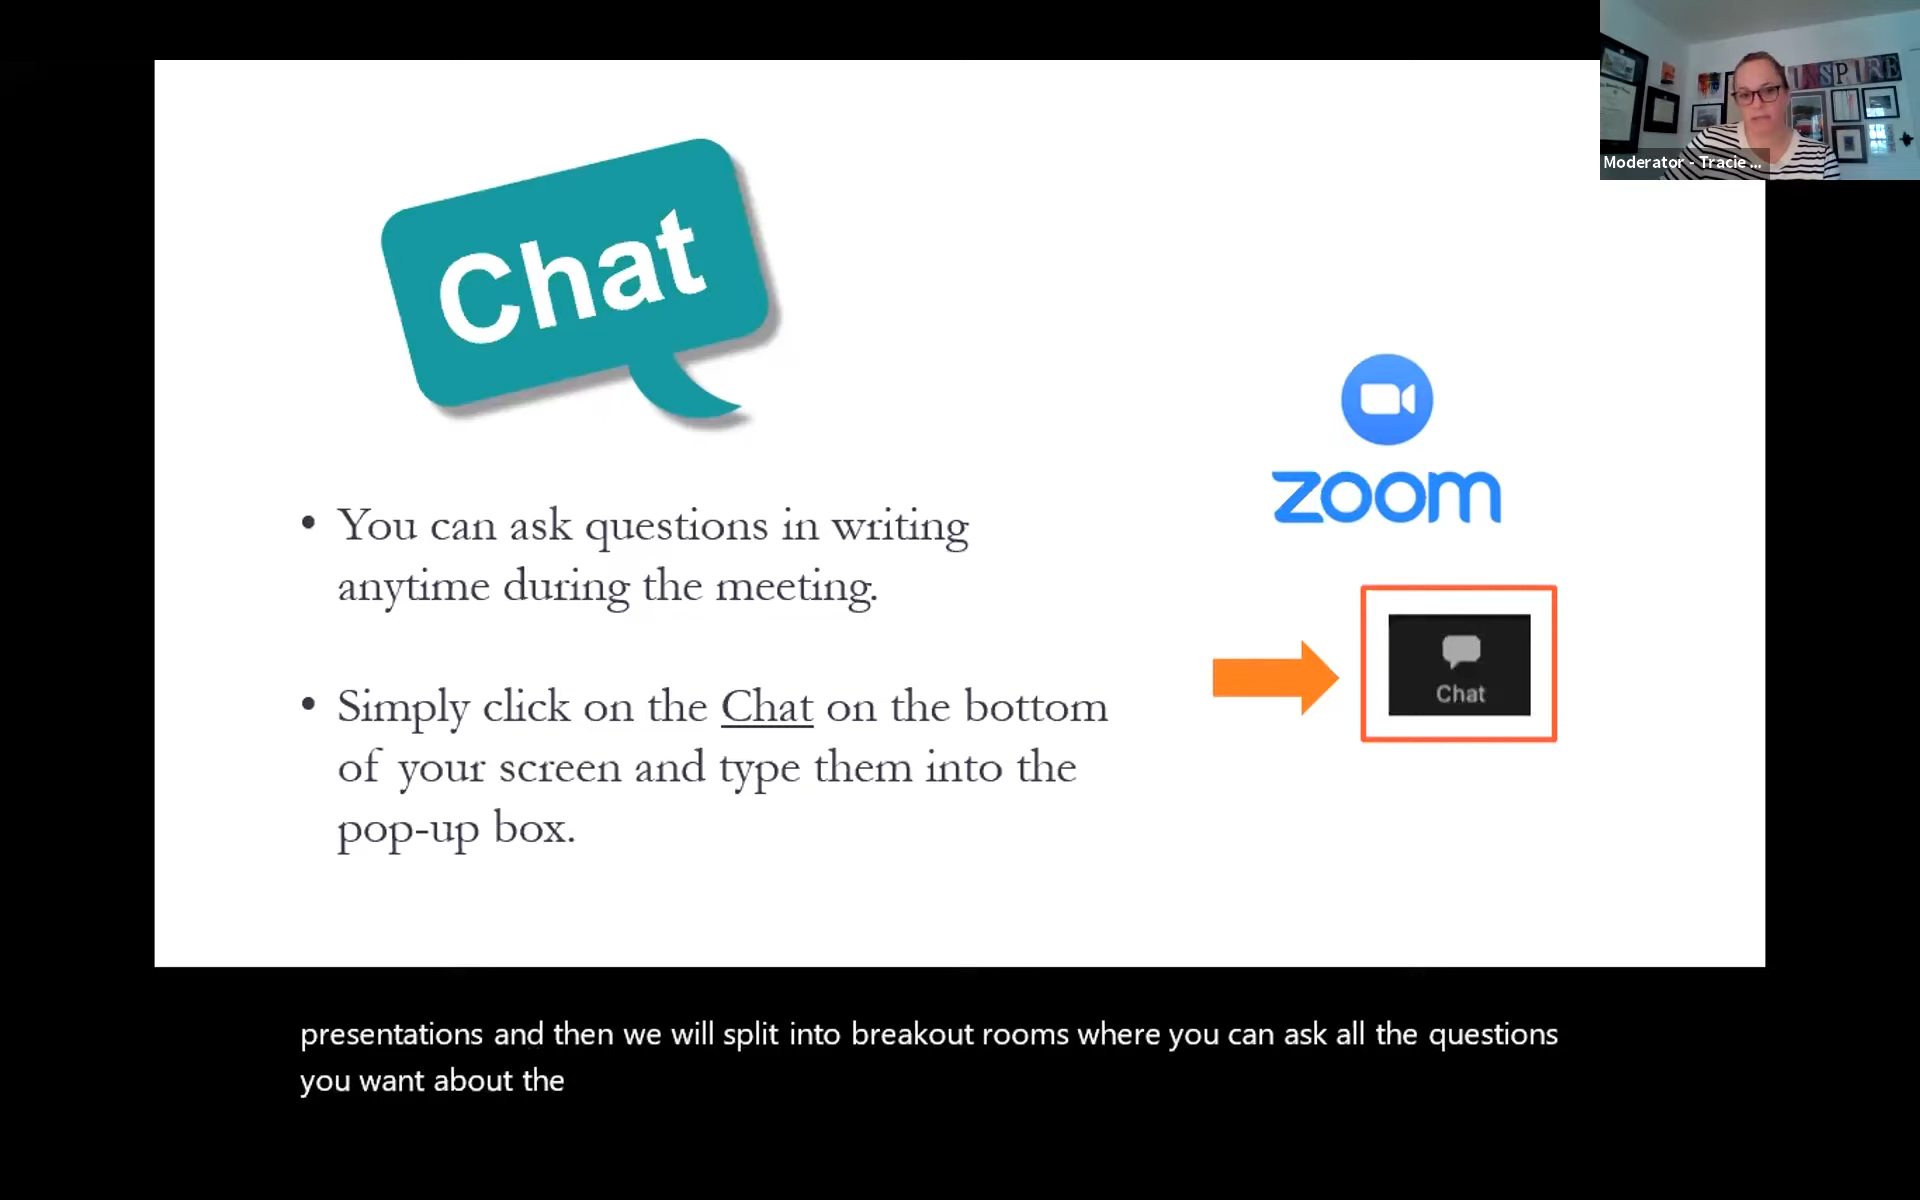 INSPIRE
Moderator - Tracie ...
Chat
• You can ask questions in writing
anytime during the meeting.
• Simply click on the Chat on the bottom
of your screen and type them into the
pop-up box.
zoom
Chat
presentations and then we will split into breakout rooms where you can ask all the questions
you want about the